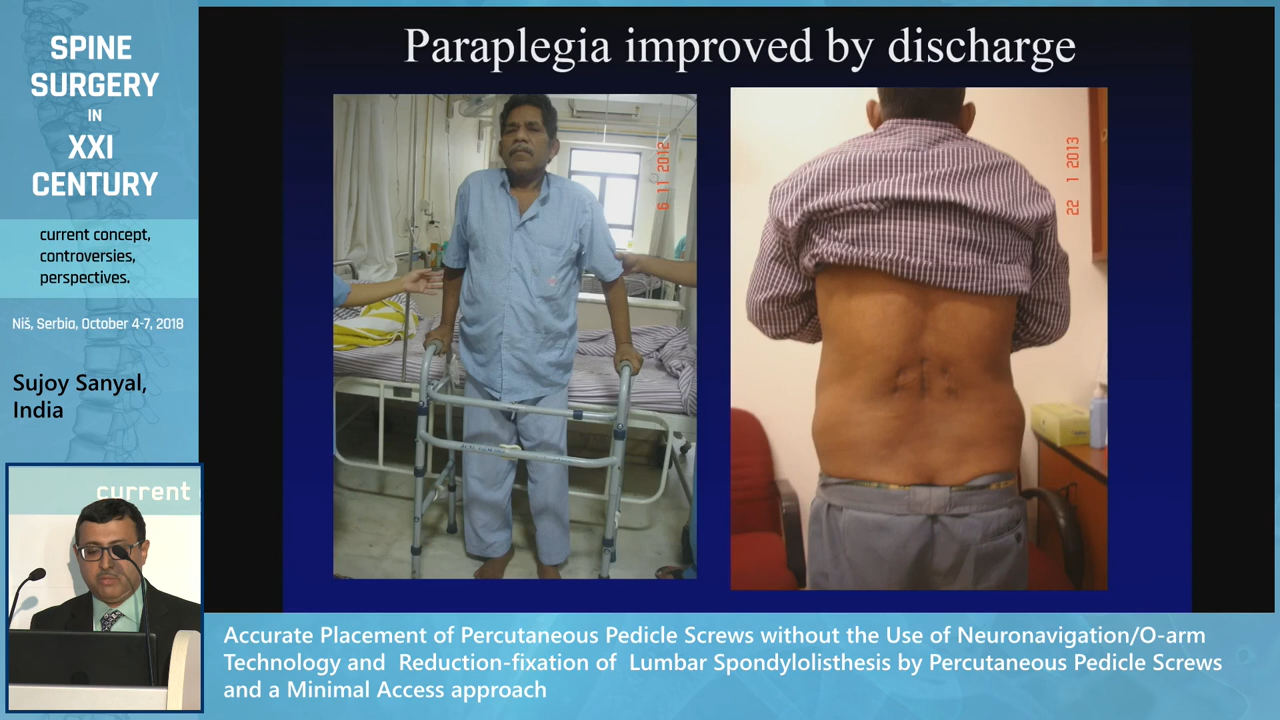 SPINE
SURGERY
IN
XXI
CENTURY
current concept,
controversies,
perspectives.
Niš, Serbia, October 4-7, 2018
Sujoy Sanyal,
India
current
Paraplegia improved by discharge
6 11 2012
22 1 2013
Accurate Placement of Percutaneous Pedicle Screws without the Use of Neuronavigation/O-arm
Technology and Reduction-fixation of Lumbar Spondylolisthesis by Percutaneous Pedicle Screws
and a Minimal Access approach